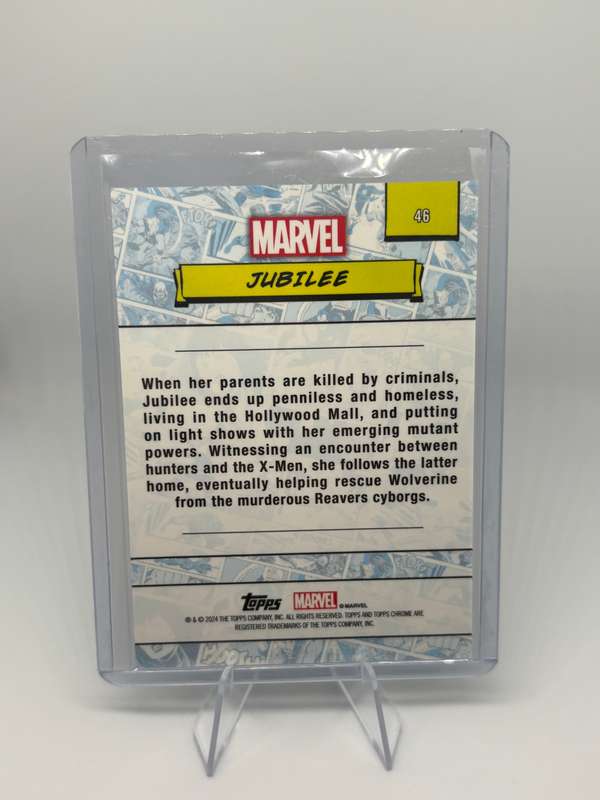 46
MARVEL
JUBILEE
When her parents are killed by criminals,
Jubilee ends up penniless and homeless,
living in the Hollywood Mall, and putting
on light shows with her emerging mutant
powers. Witnessing an encounter between
hunters and the X-Men, she follows the latter
home, eventually helping rescue Wolverine
from the murderous Reavers cyborgs.
Topps MARVEL © MARVEL
® & © 2024 THE TOPPS COMPANY, INC. ALL RIGHTS RESERVED. TOPPS AND TOPPS CHROME ARE
REGISTERED TRADEMARKS OF THE TOPPS COMPANY, INC.